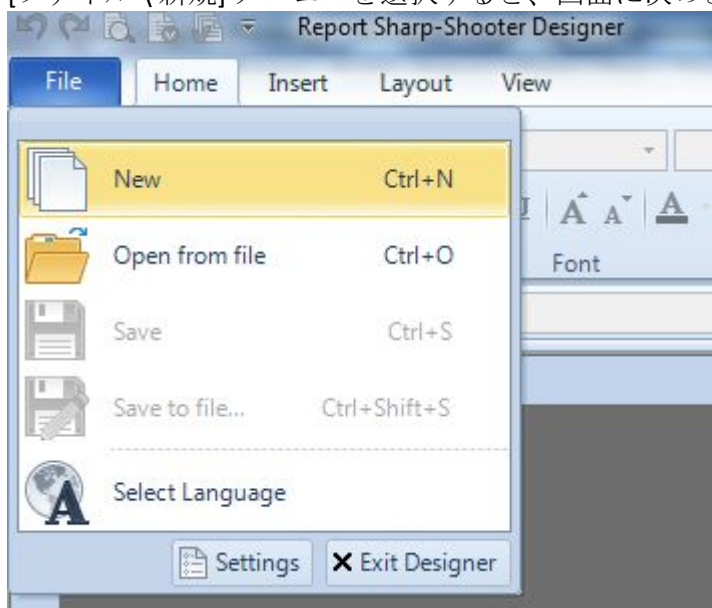 Report Sharp-Shooter Designer
File Home Insert Layout View
New Ctrl+N
Open from file Ctrl+O
Font
Save Ctrl+S
Save to file... Ctrl+Shift+S
Select Language
Settings Exit Designer